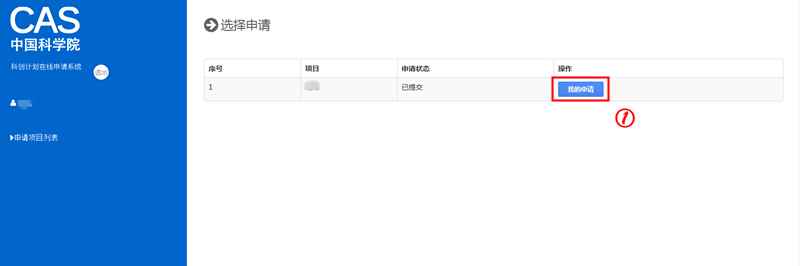 CAS
中国科学院
科创计划在线申请系统
退出
申请项目列表
选择申请
序号 项目 申请状态 操作
1 已提交 我的申请
1